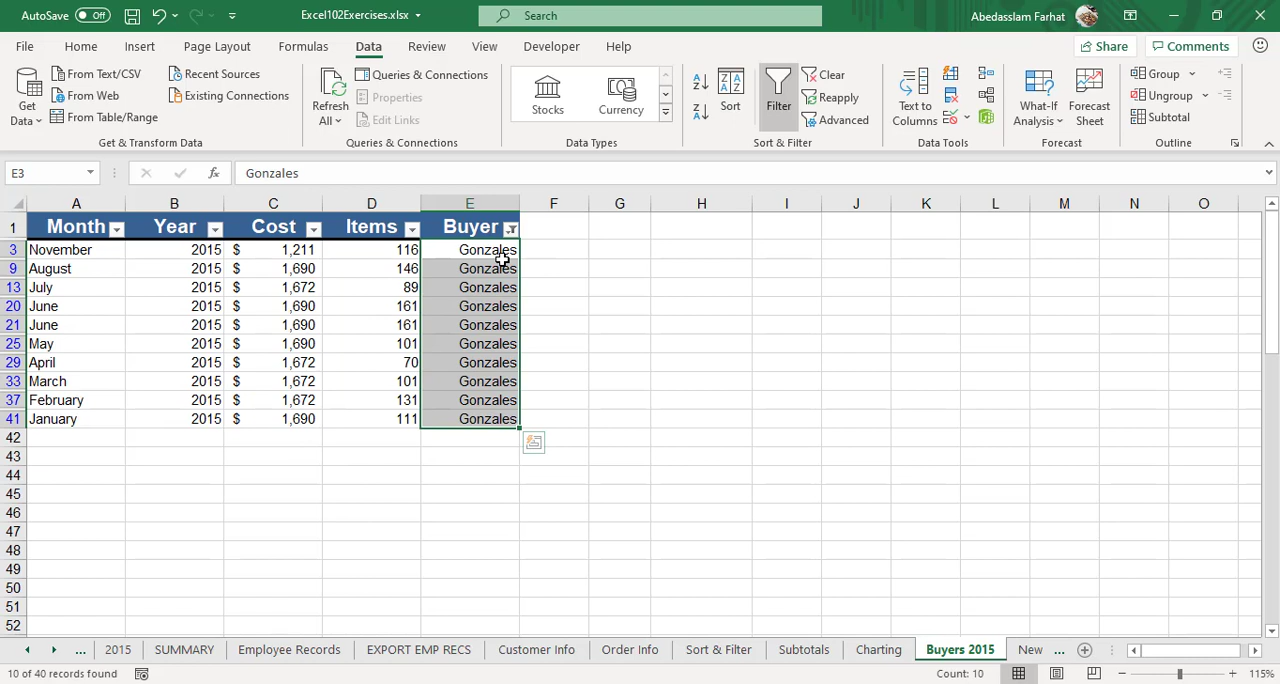 AutoSave Off Excel102Exercises.xlsx Search Abedasslam Farhat
File Home Insert Page Layout Formulas Data Review View Developer Help Share Comments
Get Data
From Text/CSV
From Web
From Table/Range
Recent Sources
Existing Connections
Get & Transform Data
Refresh All
Queries & Connections
Properties
Edit Links
Queries & Connections
Stocks Currency
Data Types
Sort
Filter
Clear
Reapply
Advanced
Sort & Filter
Text to Columns
Data Tools
What-If Analysis
Forecast Sheet
Forecast
Group
Ungroup
Subtotal
Outline
E3 fx Gonzales
A B C D E F G H I J K L M N O
1 Month Year Cost Items Buyer
3 November 2015 $ 1,211 116 Gonzales
9 August 2015 $ 1,690 146 Gonzales
13 July 2015 $ 1,672 89 Gonzales
20 June 2015 $ 1,690 161 Gonzales
21 June 2015 $ 1,690 161 Gonzales
25 May 2015 $ 1,690 101 Gonzales
29 April 2015 $ 1,672 70 Gonzales
33 March 2015 $ 1,672 101 Gonzales
37 February 2015 $ 1,672 131 Gonzales
41 January 2015 $ 1,690 111 Gonzales
42
43
44
45
46
47
48
49
50
51
52
... 2015 SUMMARY Employee Records EXPORT EMP RECS Customer Info Order Info Sort & Filter Subtotals Charting Buyers 2015 New ...
10 of 40 records found Count: 10 115%